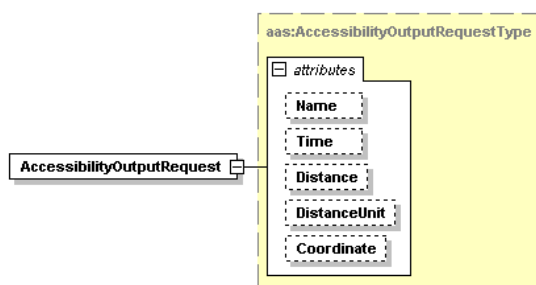 aas:AccessibilityOutputRequestType
attributes
Name
Time
AccessibilityOutputRequest
Distance
DistanceUnit
Coordinate